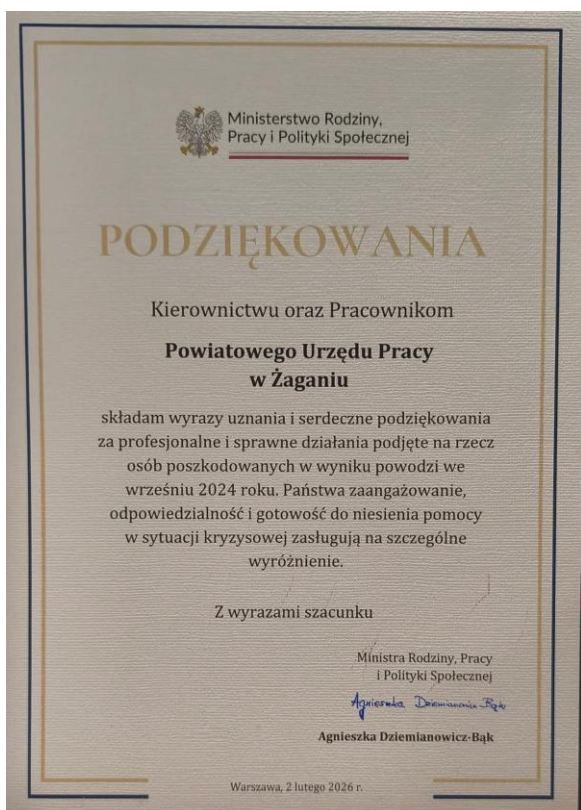 Ministerstwo Rodziny,
Pracy i Polityki Społecznej
PODZIĘKOWANIA
Kierownictwu oraz Pracownikom
Powiatowego Urzędu Pracy
w Żaganiu
składam wyrazy uznania i serdeczne podziękowania
za profesjonalne i sprawne działania podjęte na rzecz
osób poszkodowanych w wyniku powodzi we
wrześniu 2024 roku. Państwa zaangażowanie,
odpowiedzialność i gotowość do niesienia pomocy
w sytuacji kryzysowej zasługują na szczególne
wyróżnienie.
Z wyrazami szacunku
Ministra Rodziny, Pracy
i Polityki Społecznej
Agnieszka Dziemianowicz-Bąk
Agnieszka Dziemianowicz-Bąk
Warszawa, 2 lutego 2026 r.